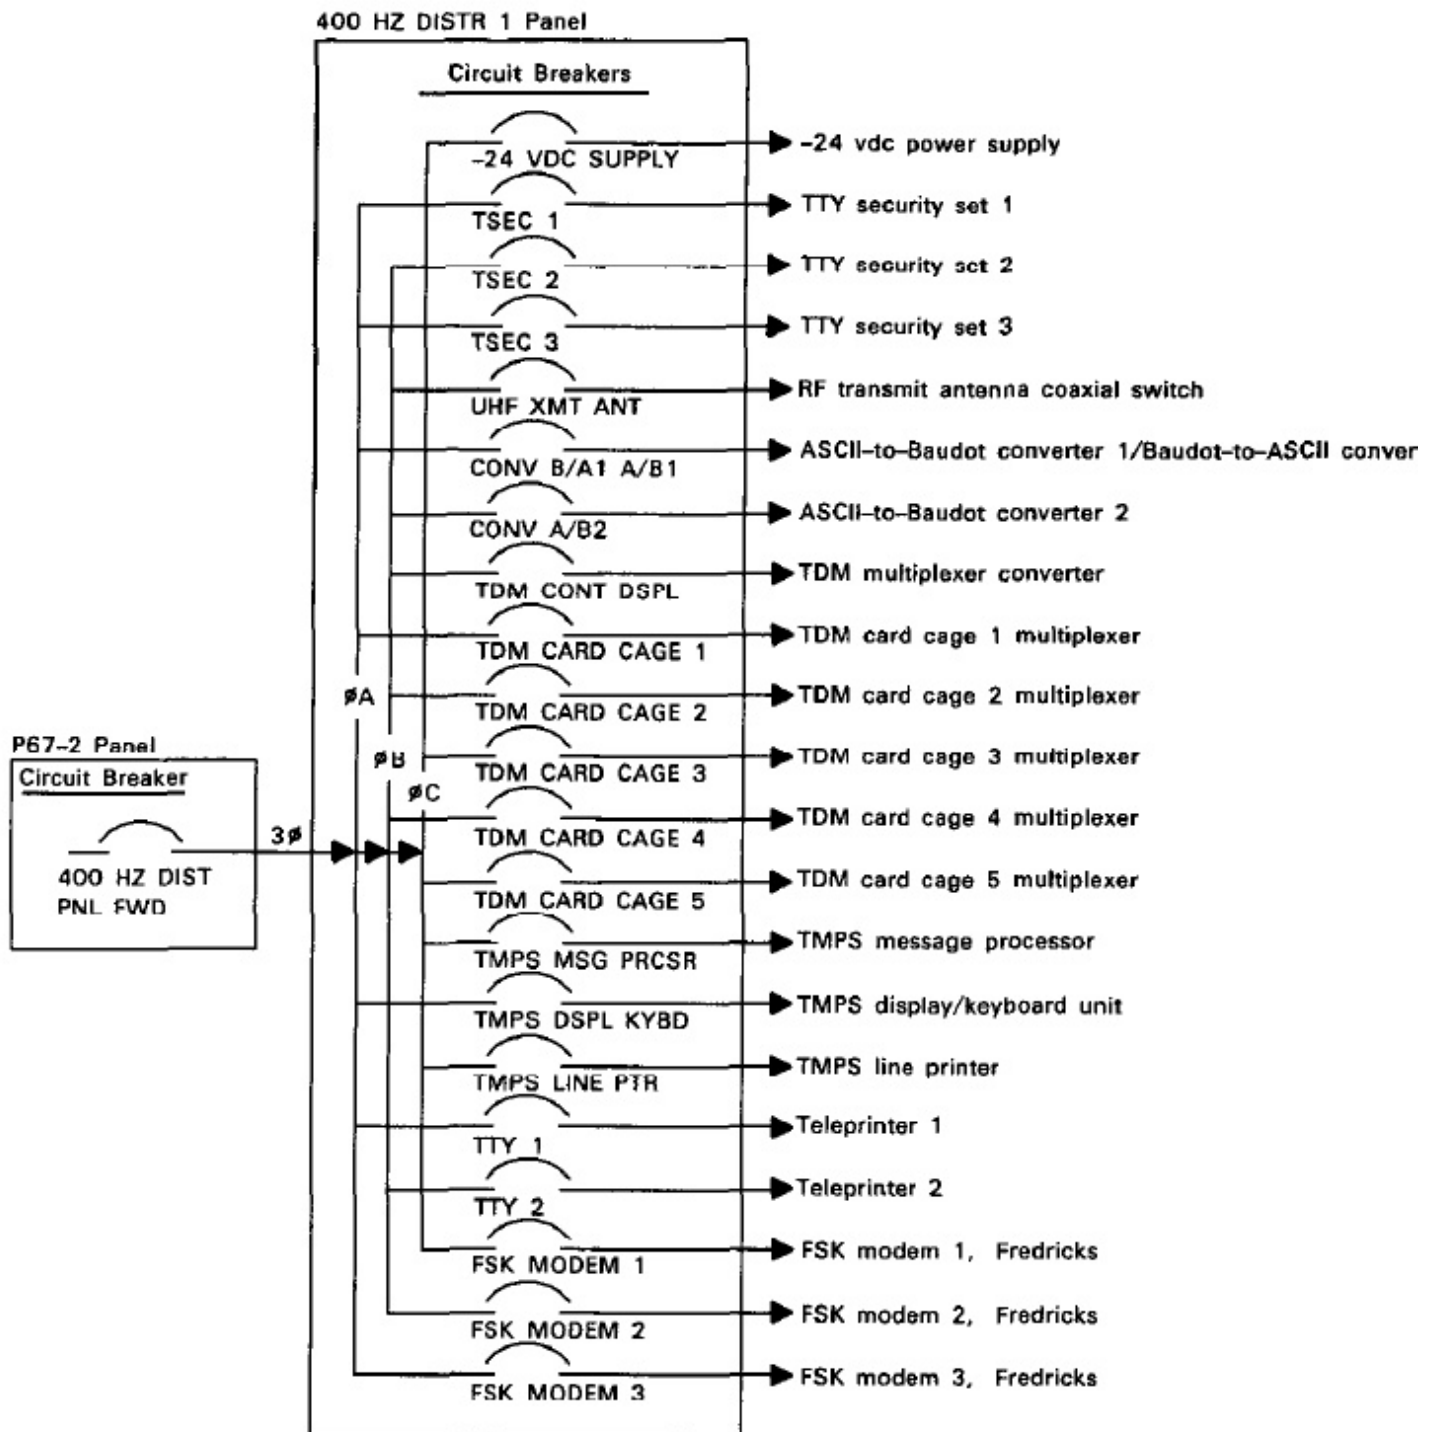 400 HZ DISTR 1 Panel
Circuit Breakers
-24 VDC SUPPLY
-24 vdc power supply
TSEC 1
TTY security set 1
TSEC 2
TTY security sct 2
TSEC 3
TTY security set 3
UHF XMT ANT
RF transmit antenna coaxial switch
CONV B/A1 A/B1
ASCII-to-Baudot converter 1/Baudot-to-ASCII conver
CONV A/B2
ASCII-to-Baudot converter 2
TDM CONT DSPL
TDM multiplexer converter
TDM CARD CAGE 1
TDM card cage 1 multiplexer
TDM CARD CAGE 2
TDM card cage 2 multiplexer
TDM CARD CAGE 3
TDM card cage 3 multiplexer
TDM CARD CAGE 4
TDM card cage 4 multiplexer
TDM CARD CAGE 5
TDM card cage 5 multiplexer
TMPS MSG PRCSR
TMPS message processor
TMPS DSPL KYBD
TMPS display/keyboard unit
TMPS LINE PTR
TMPS line printer
TTY 1
Teleprinter 1
TTY 2
Teleprinter 2
FSK MODEM 1
FSK modem 1, Fredricks
FSK MODEM 2
FSK modem 2, Fredricks
FSK MODEM 3
FSK modem 3, Fredricks
øA
øB
øC
P67-2 Panel
Circuit Breaker
3ø
400 HZ DIST
PNL FWD